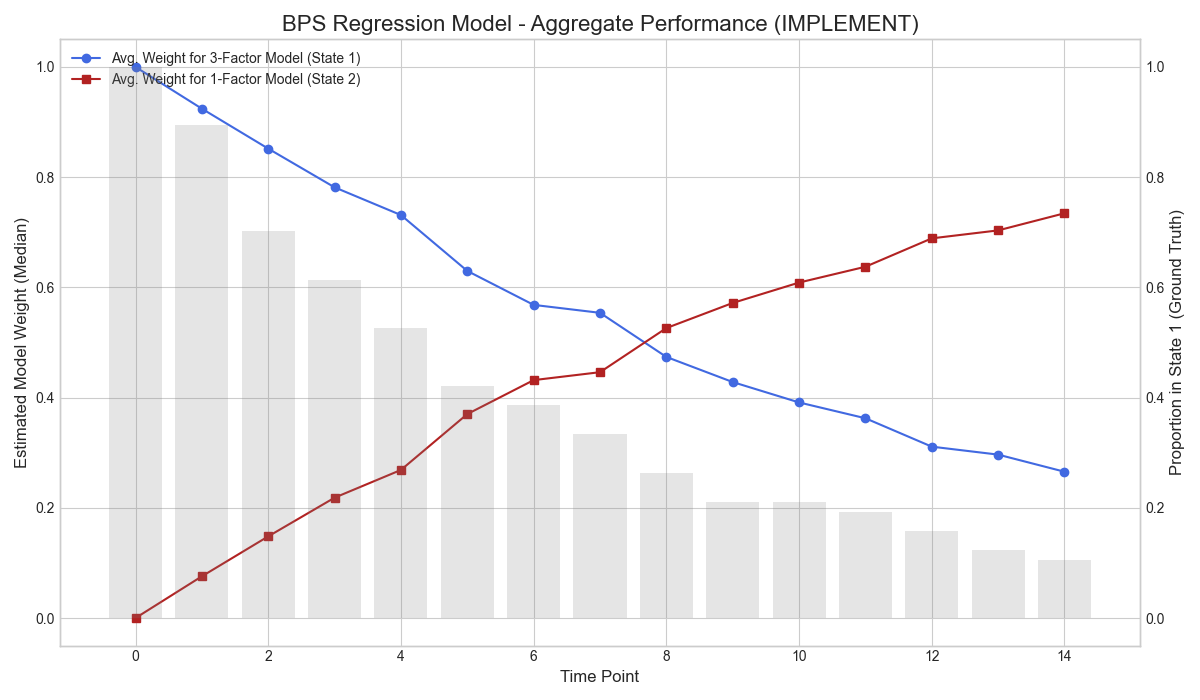 BPS Regression Model - Aggregate Performance (IMPLEMENT)
Avg. Weight for 3-Factor Model (State 1)
Avg. Weight for 1-Factor Model (State 2)
Estimated Model Weight (Median)
1.0
0.8
0.6
0.4
0.2
0.0
1.0
0.8
0.6
0.4
0.2
0.0
Proportion in State 1 (Ground Truth)
0 2 4 6 8 10 12 14
Time Point